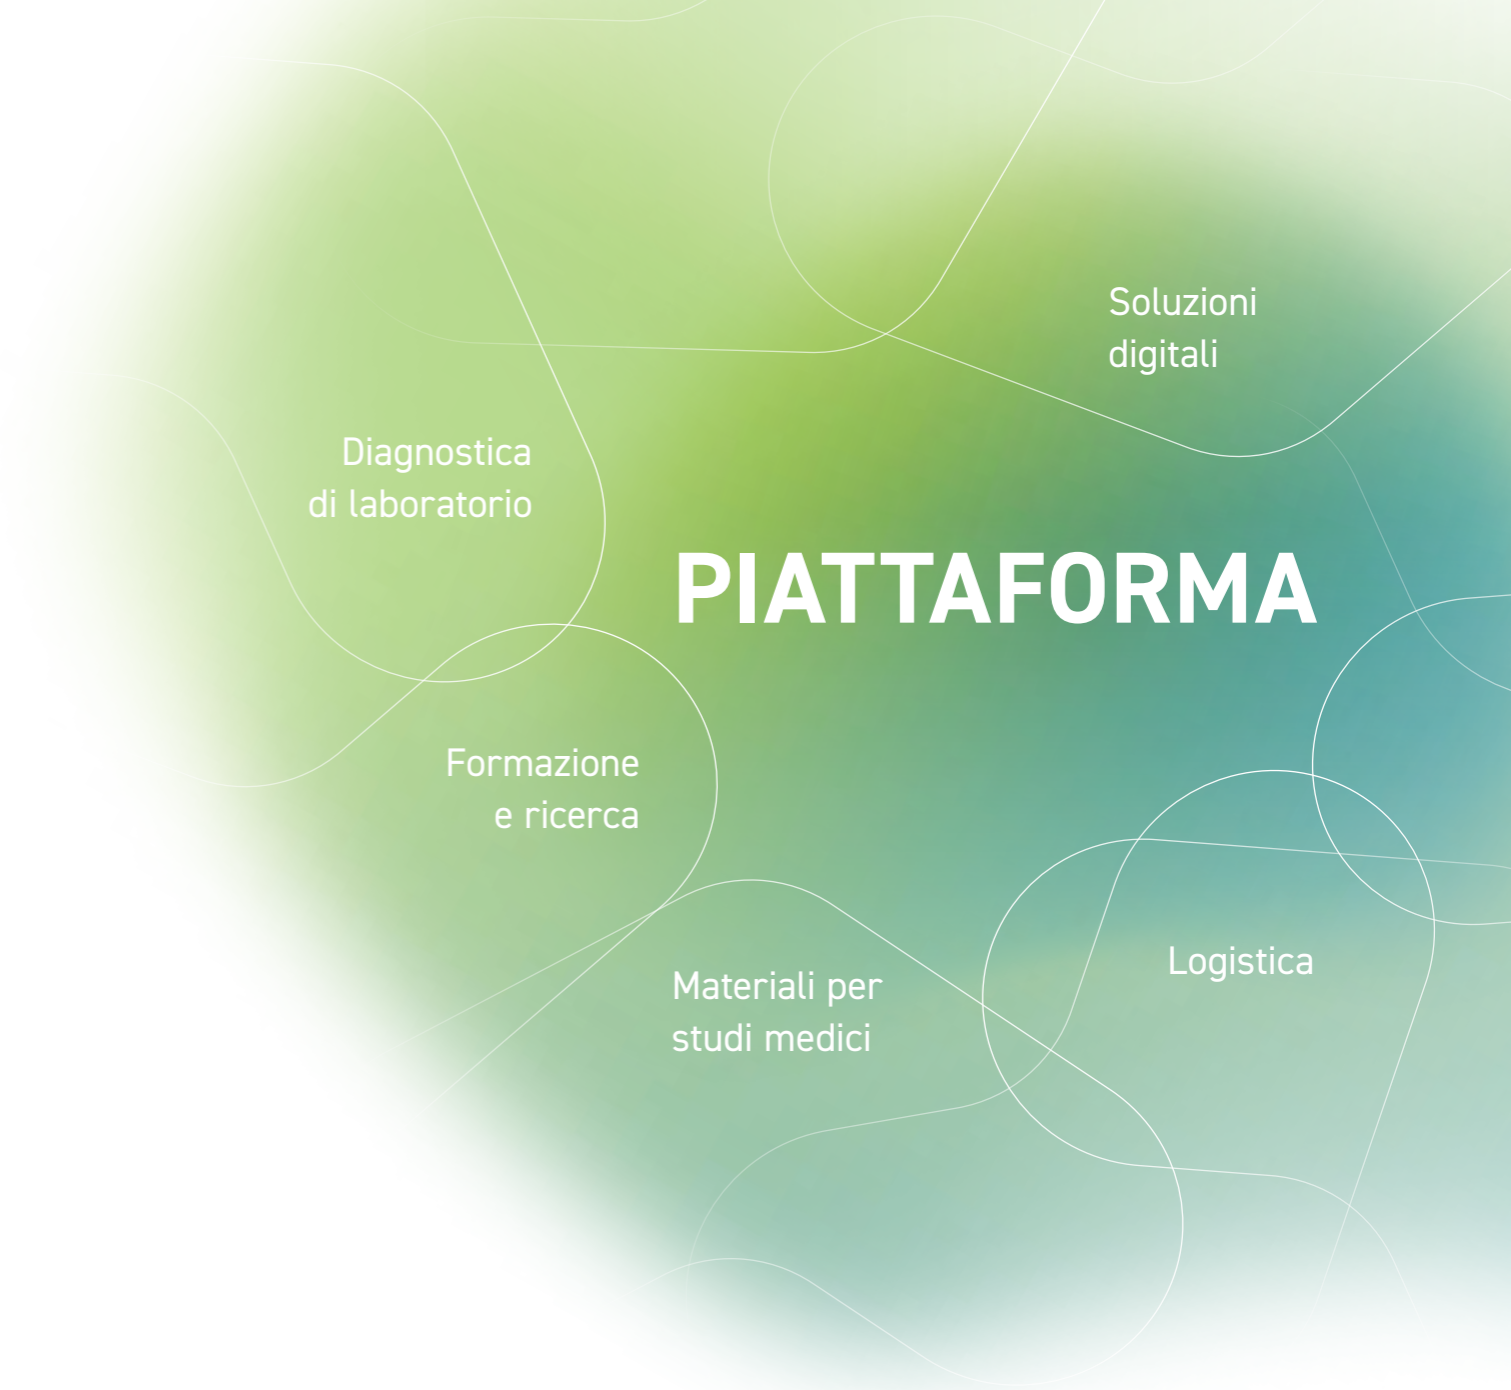 Soluzioni
digitali
Diagnostica
di laboratorio
PIATTAFORMA
Formazione
e ricerca
Logistica
Materiali per
studi medici